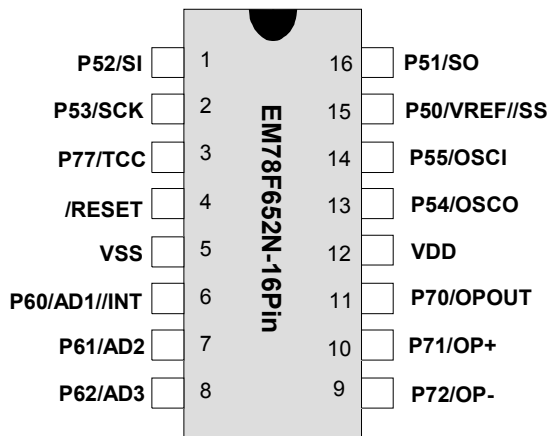 P52/SI 1 16 P51/SO
P53/SCK 2 15 P50/VREF//SS
P77/TCC 3 14 P55/OSCI
/RESET 4 13 P54/OSCO
VSS 5 12 VDD
P60/AD1//INT 6 11 P70/OPOUT
P61/AD2 7 10 P71/OP+
P62/AD3 8 9 P72/OP-
EM78F652N-16Pin